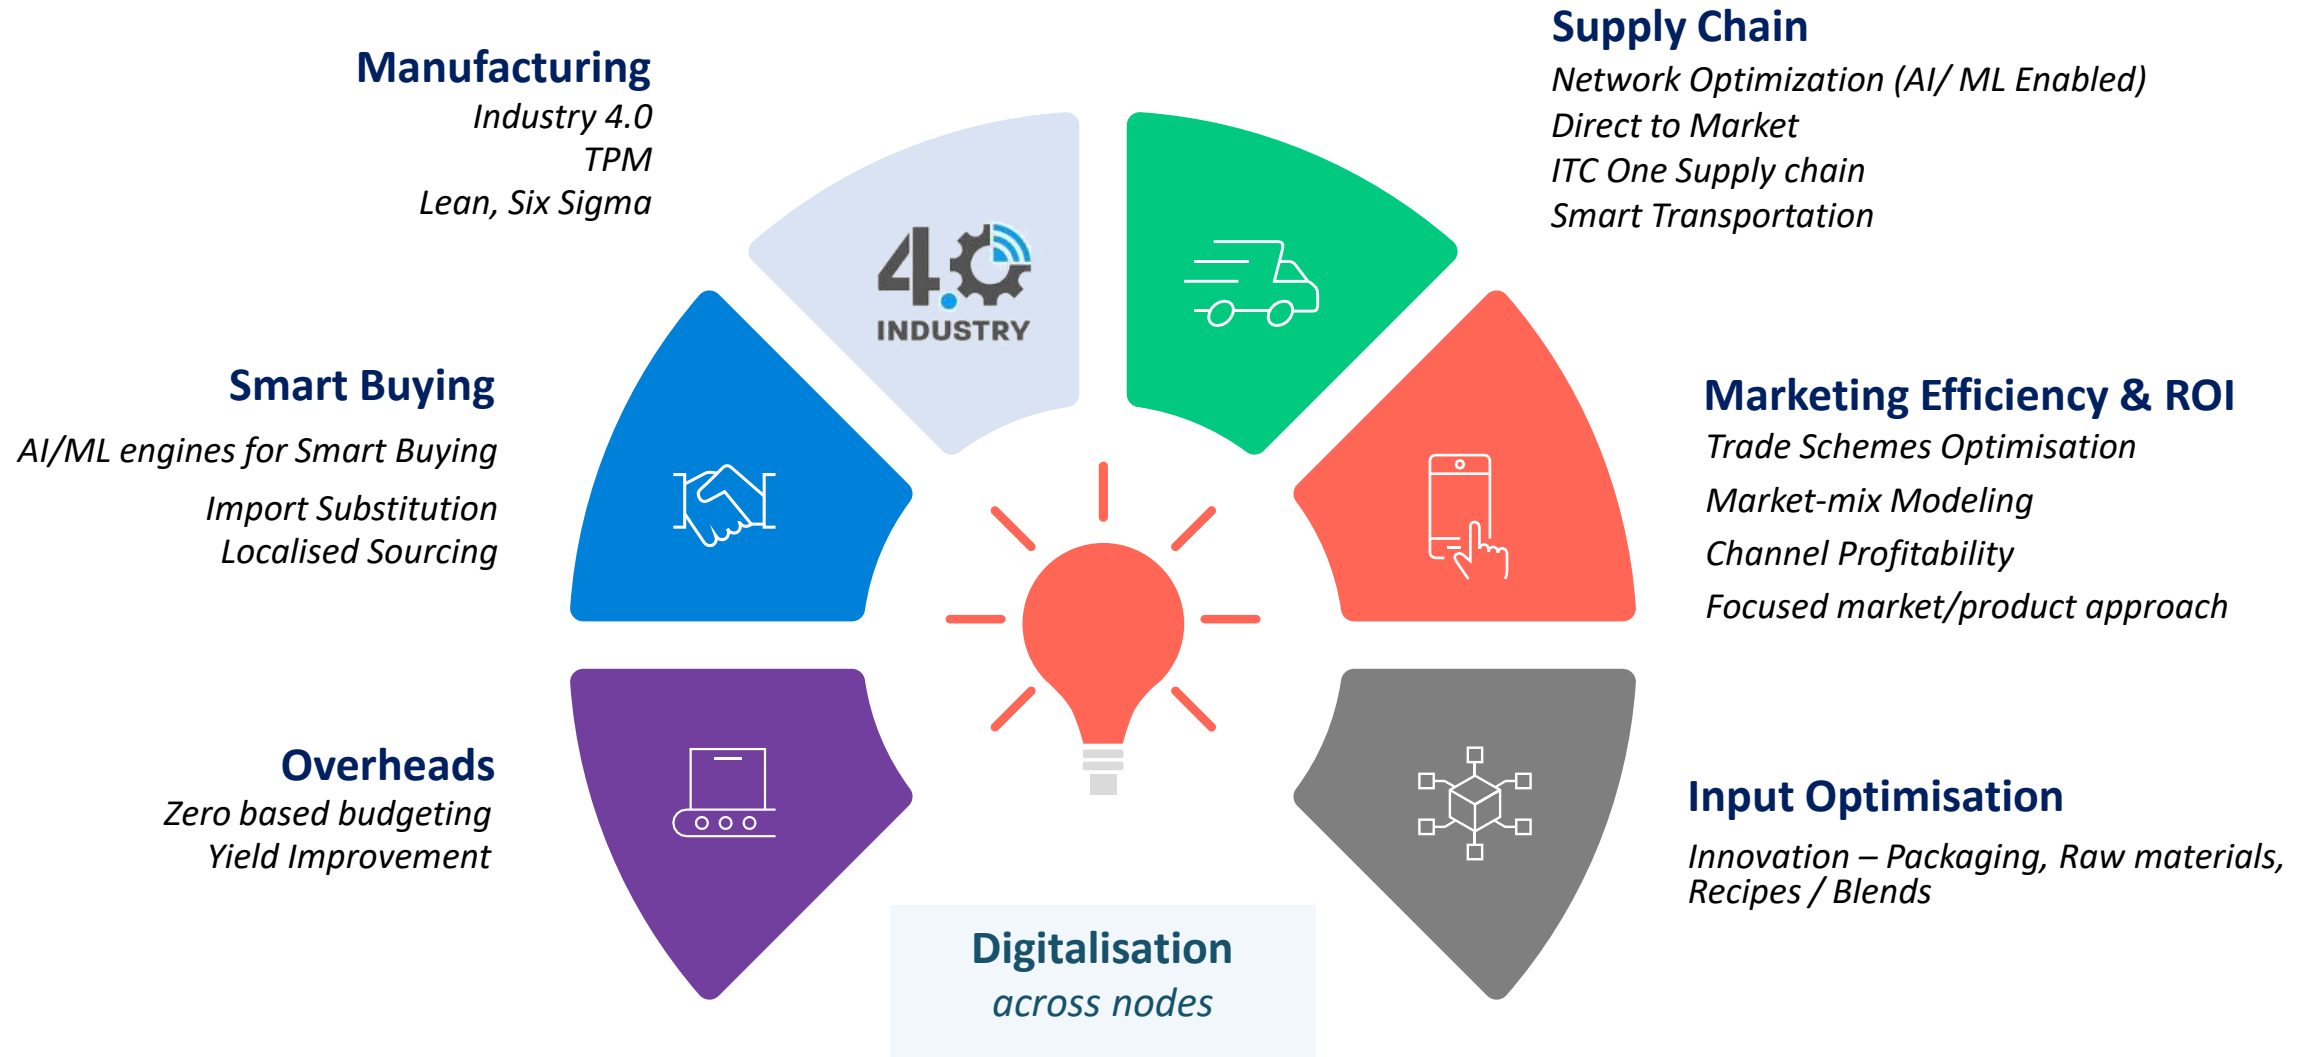 Manufacturing
Industry 4.0
TPM
Lean, Six Sigma
Supply Chain
Network Optimization (AI/ ML Enabled)
Direct to Market
ITC One Supply chain
Smart Transportation
4.0
INDUSTRY
Smart Buying
AI/ML engines for Smart Buying
Import Substitution
Localised Sourcing
Marketing Efficiency & ROI
Trade Schemes Optimisation
Market-mix Modeling
Channel Profitability
Focused market/product approach
Overheads
Zero based budgeting
Yield Improvement
Input Optimisation
Innovation – Packaging, Raw materials,
Recipes / Blends
Digitalisation
across nodes